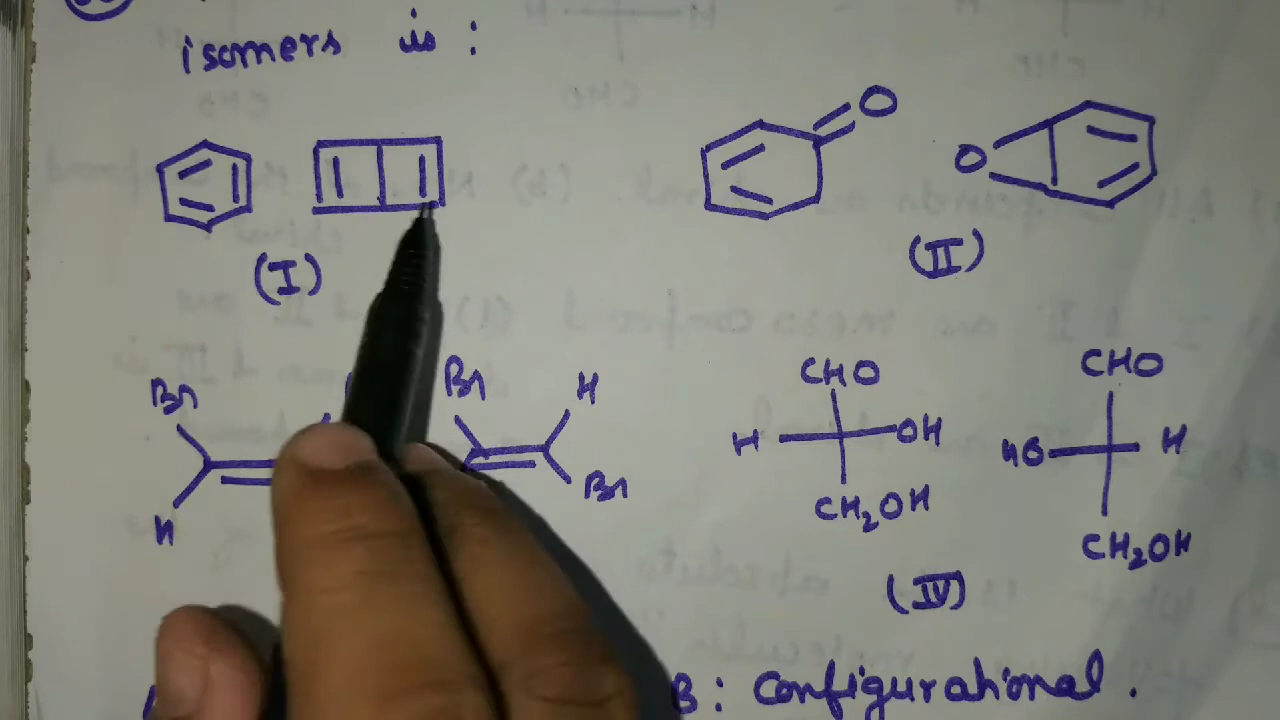 isomers is :
O
O
(I)
(II)
Br Br H
H Br
CHO CHO
H OH HO H
CH2OH
CH2OH
(IV)
B : Configurational.